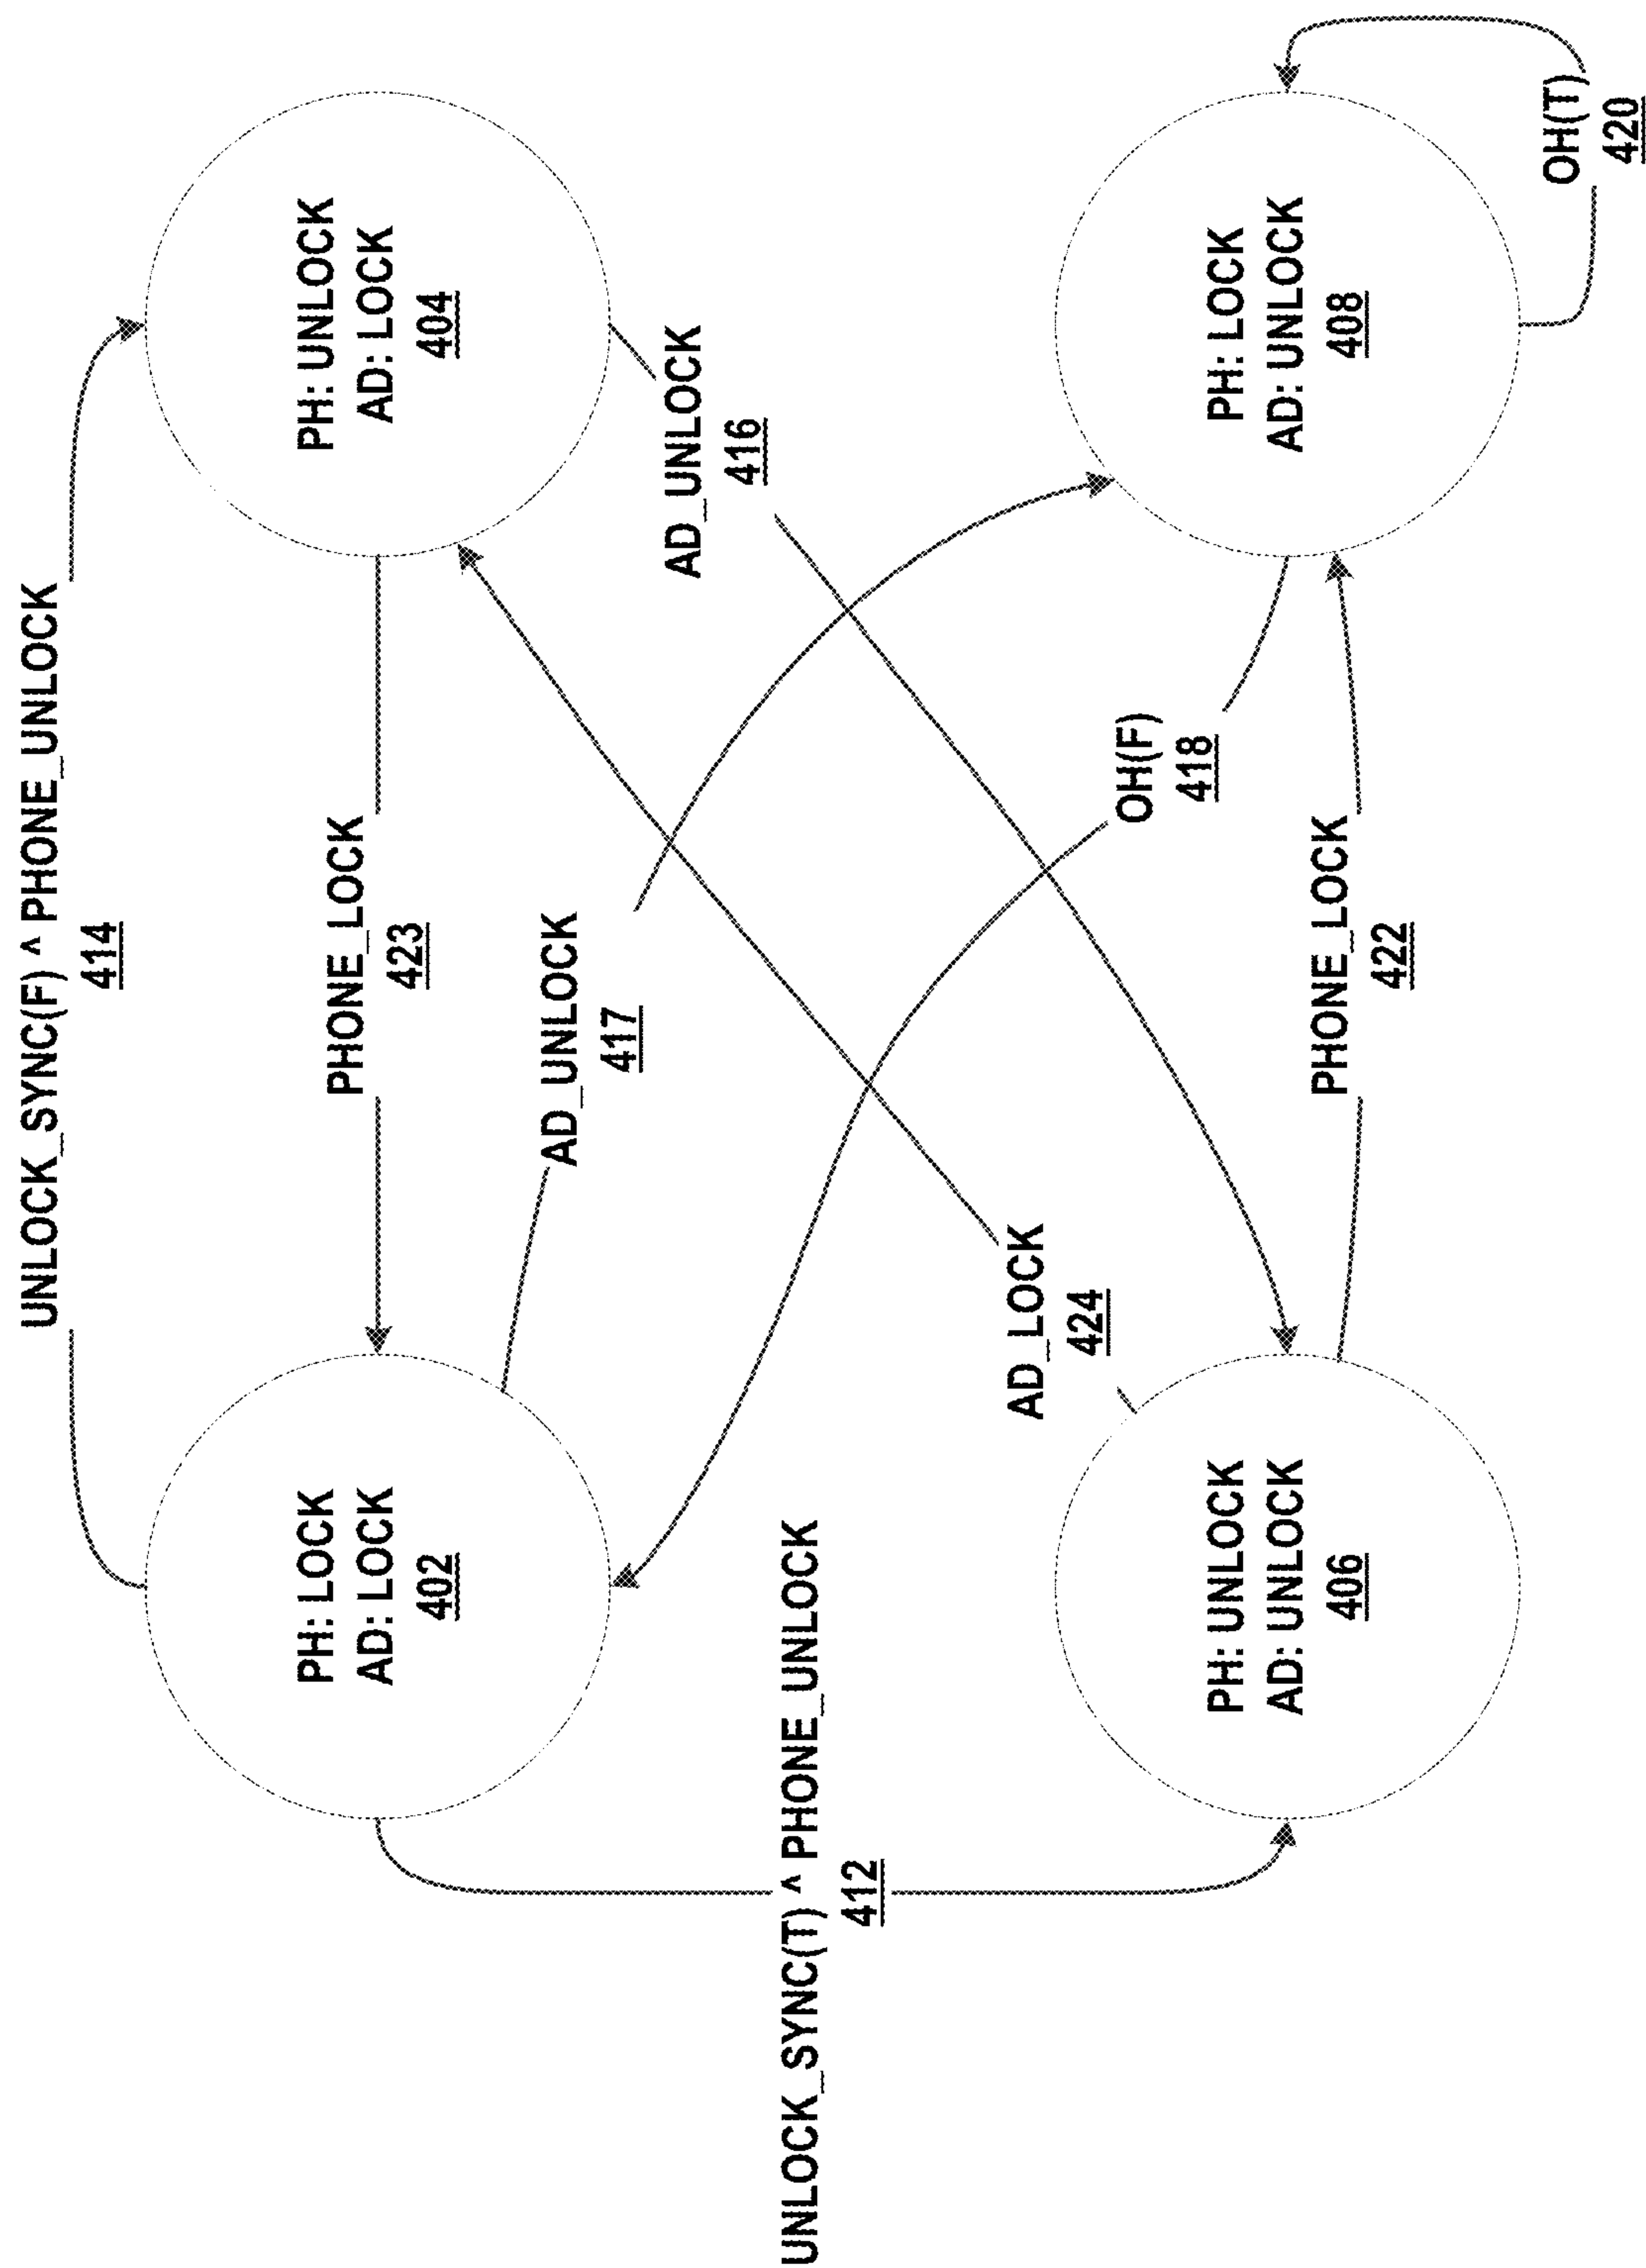 UNLOCK_SYNC(F) ^ PHONE_UNLOCK
414
PH: LOCK
AD: LOCK
402
PHONE_LOCK
423
PH: UNLOCK
AD: LOCK
404
AD_UNLOCK
417
AD_UNLOCK
416
UNLOCK_SYNC(T) ^ PHONE_UNLOCK
412
AD_LOCK
424
OH(F)
418
PH: UNLOCK
AD: UNLOCK
406
PHONE_LOCK
422
PH: LOCK
AD: UNLOCK
408
OH(T)
420